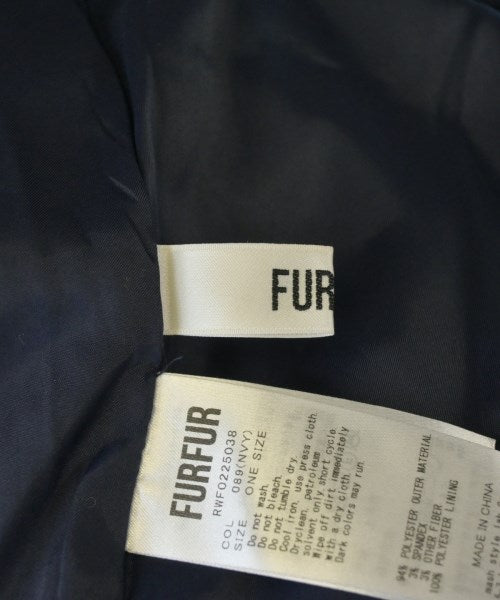 FUR
FURFUR
RWF0225038
COL 089(NVY)
SIZE ONE SIZE
Do not wash.
Do not bleach.
Do not tumble dry.
Cool iron, use press cloth.
Dryclean, petroleum
solvent only,short cycle.
Wipe off dirt immediately
with a dry cloth.
Dark colors may run.
94% POLYESTER OUTER MATERIAL
3% SPANDEX
3% OTHER FIBER
100% POLYESTER LINING
MADE IN CHINA